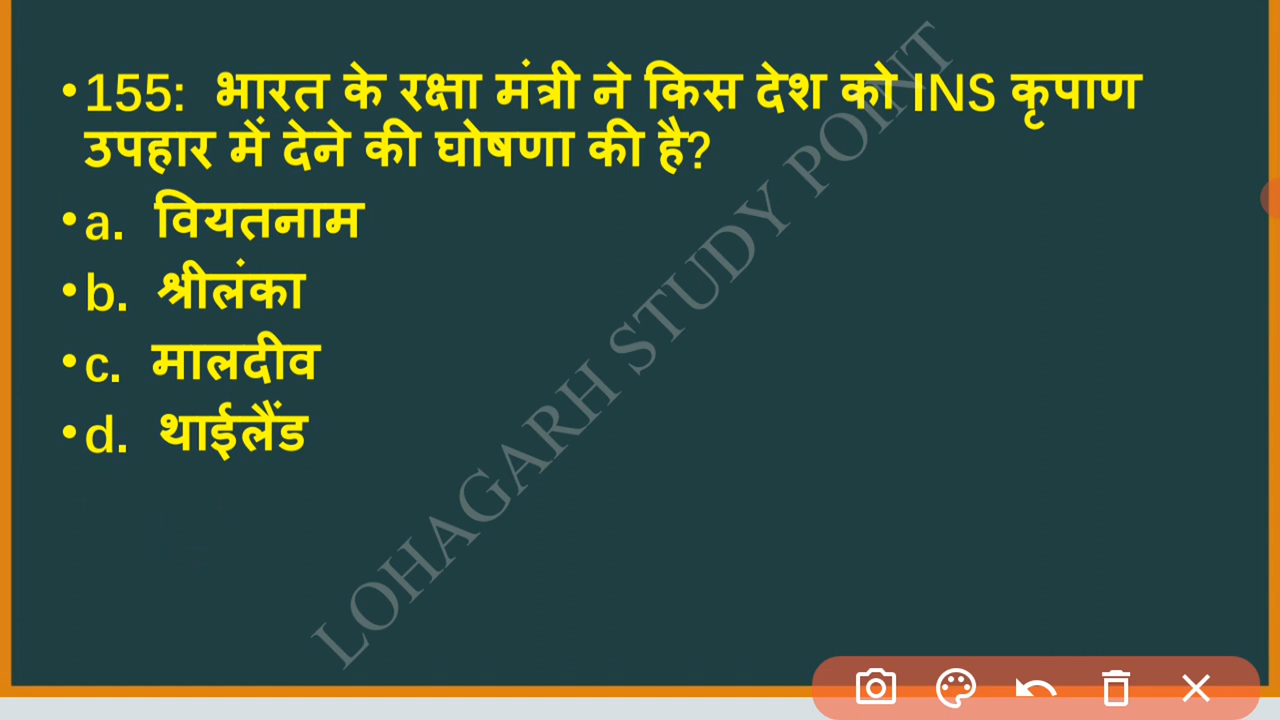 •155: भारत के रक्षा मंत्री ने किस देश को INS कृपाण
उपहार में देने की घोषणा की है?
•a. वियतनाम
•b. श्रीलंका
•c. मालदीव
•d. थाईलैंड
LOHAGARH STUDY POINT